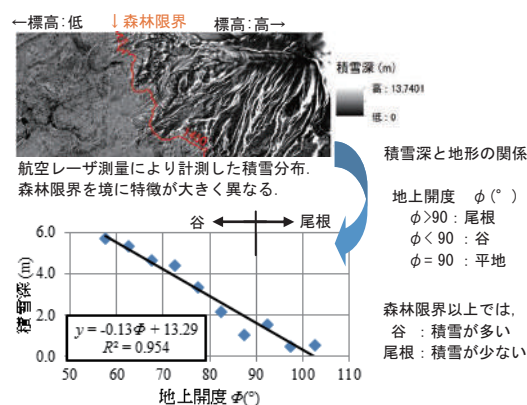 ←標高：低 ↓森林限界 標高：高→
積雪深 (m)
高：13.7401
低：0
航空レーザ測量により計測した積雪分布.
森林限界を境に特徴が大きく異なる.
積雪深と地形の関係
地上開度 φ(°)
φ>90：尾根
φ<90：谷
φ=90：平地
森林限界以上では,
谷 ：積雪が多い
尾根：積雪が少ない
谷 ← → 尾根
積雪深(m)
6.0
4.0
2.0
0.0
y = -0.13Φ + 13.29
R² = 0.954
50 60 70 80 90 100 110
地上開度 Φ(°)